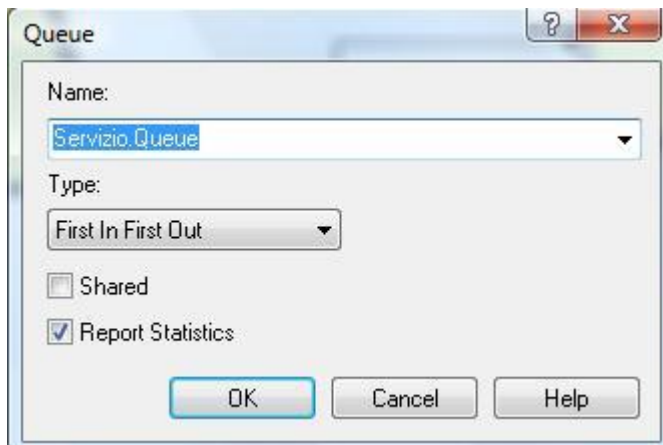 Queue
Name:
Servizio.Queue
Type:
First In First Out
Shared
Report Statistics
OK Cancel Help